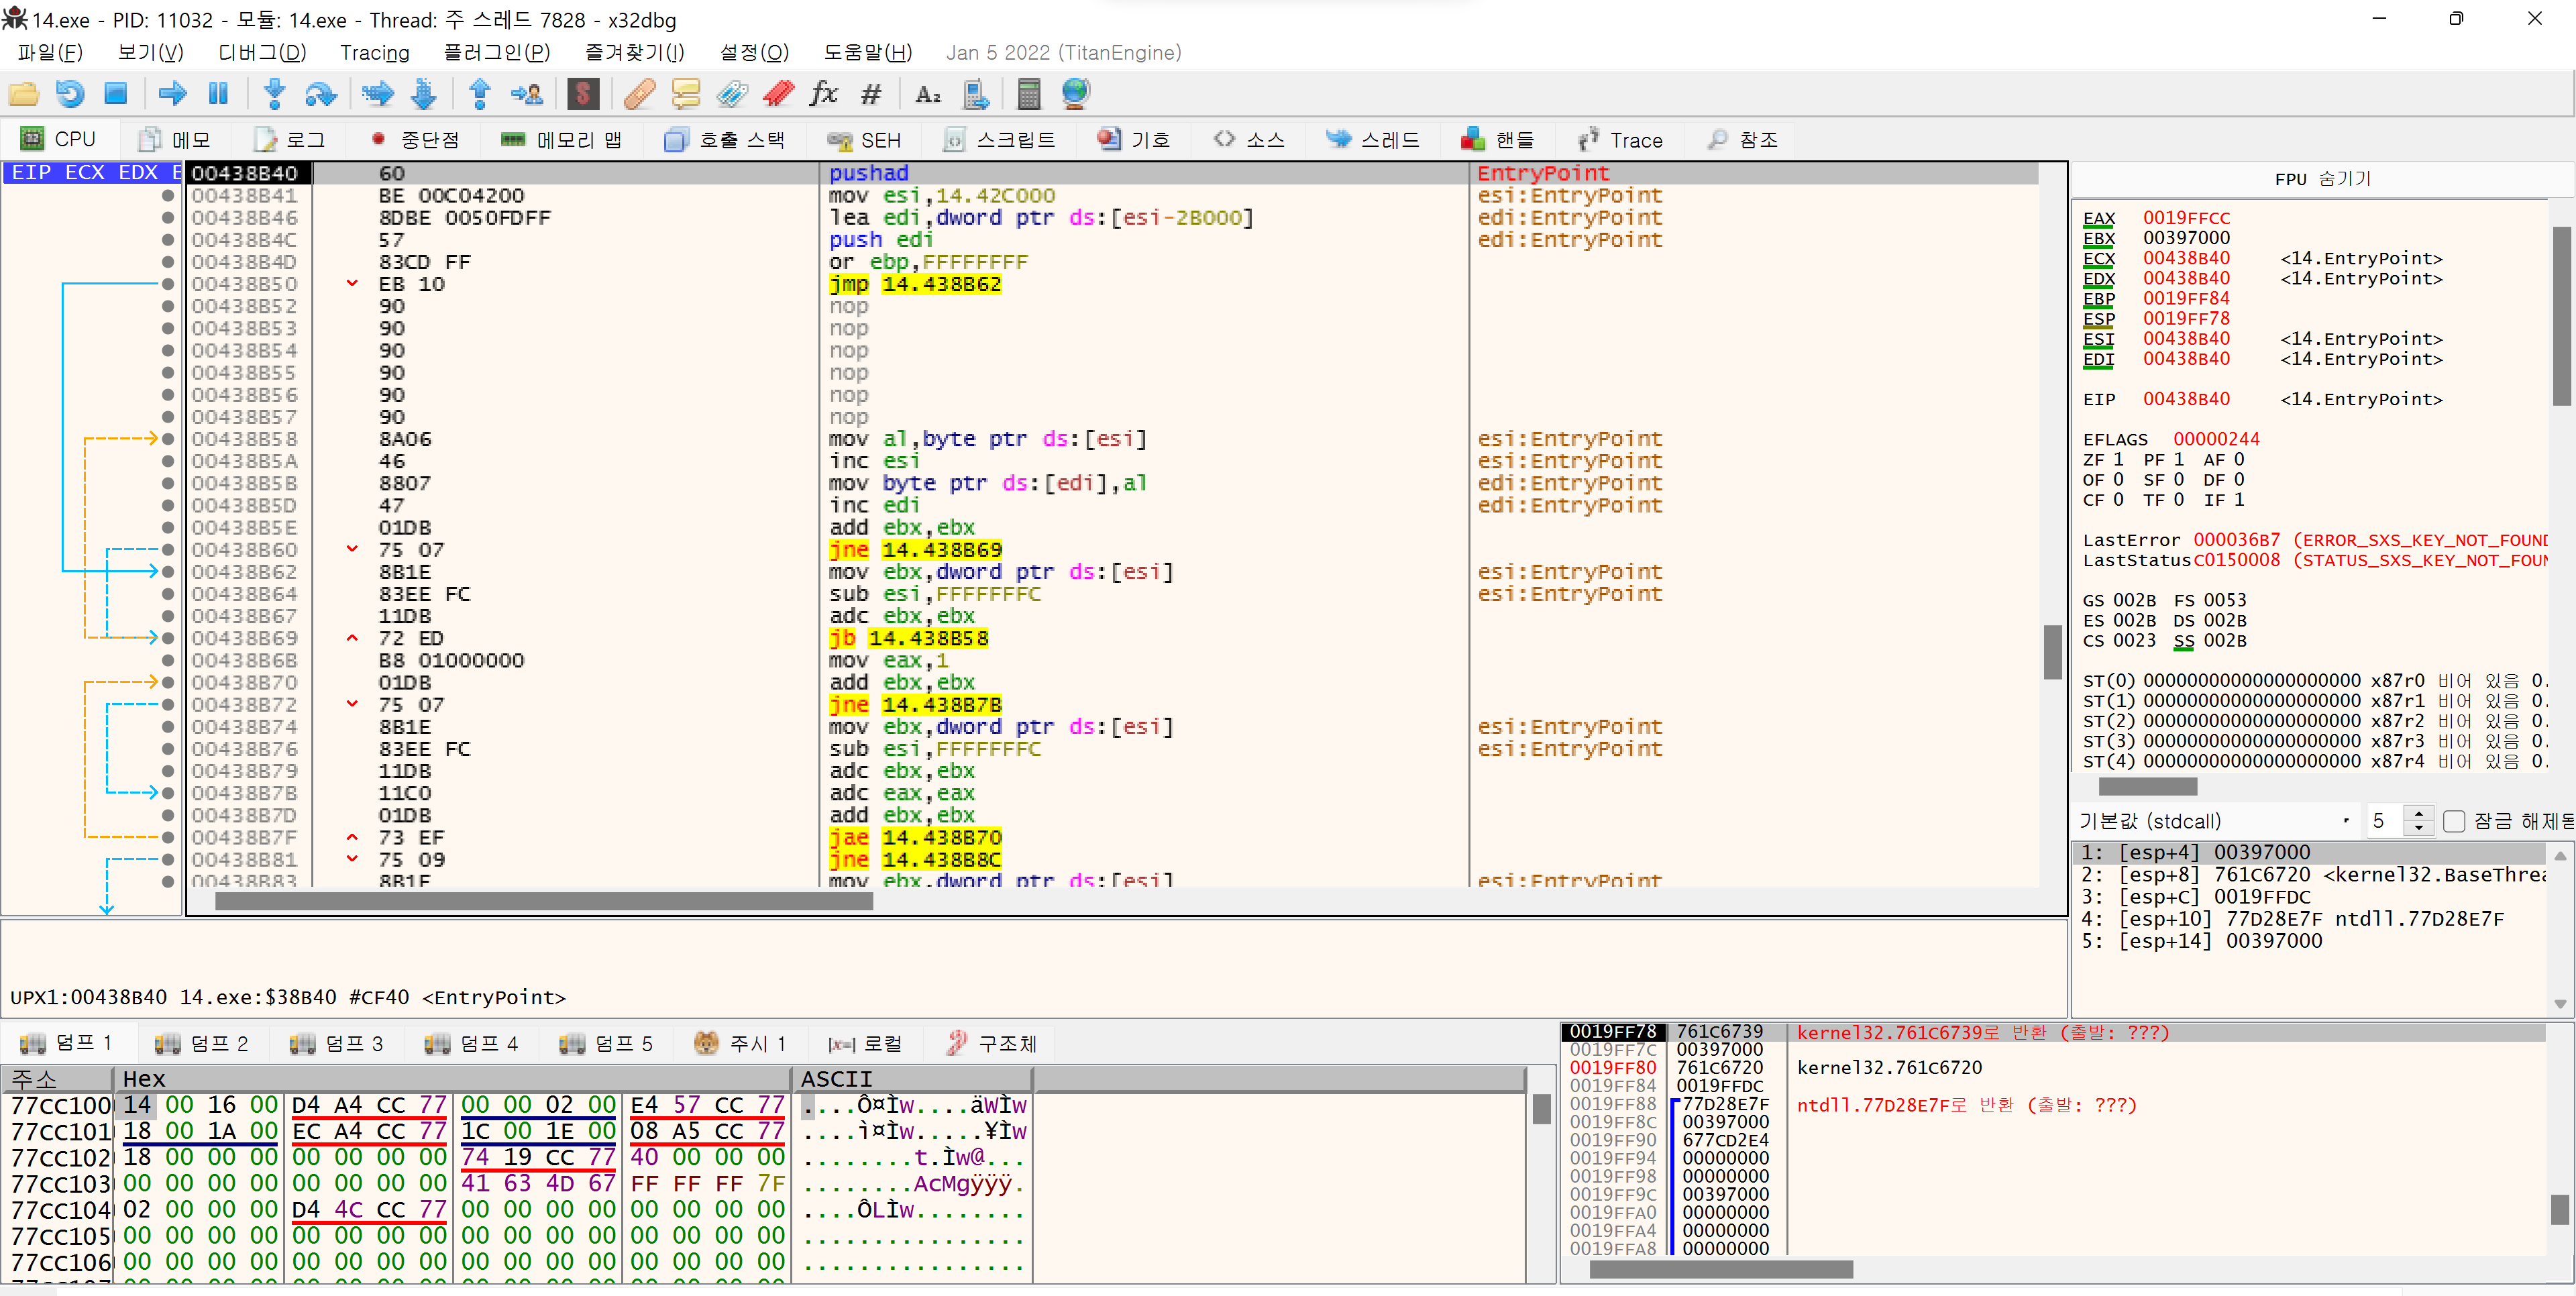 14.exe - PID: 11032 - 모듈: 14.exe - Thread: 주 스레드 7828 - x32dbg
파일(F) 보기(V) 디버그(D) Tracing 플러그인(P) 즐겨찾기(I) 설정(O) 도움말(H) Jan 5 2022 (TitanEngine)
CPU 메모 로그 중단점 메모리 맵 호출 스택 SEH 스크립트 기호 소스 스레드 핸들 Trace 참조
EIP ECX EDX E 00438B40 60 pushad EntryPoint
00438B41 BE 00C04200 mov esi,14.42C000 esi:EntryPoint
00438B46 8DBE 0050FDFF lea edi,dword ptr ds:[esi-2B000] edi:EntryPoint
00438B4C 57 push edi edi:EntryPoint
00438B4D 83CD FF or ebp,FFFFFFFF
00438B50 EB 10 jmp 14.438B62
00438B52 90 nop
00438B53 90 nop
00438B54 90 nop
00438B55 90 nop
00438B56 90 nop
00438B57 90 nop
00438B58 8A06 mov al,byte ptr ds:[esi] esi:EntryPoint
00438B5A 46 inc esi esi:EntryPoint
00438B5B 8807 mov byte ptr ds:[edi],al edi:EntryPoint
00438B5D 47 inc edi edi:EntryPoint
00438B5E 01DB add ebx,ebx
00438B60 75 07 jne 14.438B69
00438B62 8B1E mov ebx,dword ptr ds:[esi] esi:EntryPoint
00438B64 83EE FC sub esi,FFFFFFFC esi:EntryPoint
00438B67 11DB adc ebx,ebx
00438B69 72 ED jb 14.438B58
00438B6B B8 01000000 mov eax,1
00438B70 01DB add ebx,ebx
00438B72 75 07 jne 14.438B7B
00438B74 8B1E mov ebx,dword ptr ds:[esi] esi:EntryPoint
00438B76 83EE FC sub esi,FFFFFFFC esi:EntryPoint
00438B79 11DB adc ebx,ebx
00438B7B 11C0 adc eax,eax
00438B7D 01DB add ebx,ebx
00438B7F 73 EF jae 14.438B70
00438B81 75 09 jne 14.438B8C
00438B83 8B1E mov ebx,dword ptr ds:[esi] esi:EntryPoint
FPU 숨기기
EAX 0019FFCC
EBX 00397000
ECX 00438B40 <14.EntryPoint>
EDX 00438B40 <14.EntryPoint>
EBP 0019FF84
ESP 0019FF78
ESI 00438B40 <14.EntryPoint>
EDI 00438B40 <14.EntryPoint>
EIP 00438B40 <14.EntryPoint>
EFLAGS 00000244
ZF 1 PF 1 AF 0
OF 0 SF 0 DF 0
CF 0 TF 0 IF 1
LastError 000036B7 (ERROR_SXS_KEY_NOT_FOUND
LastStatus C0150008 (STATUS_SXS_KEY_NOT_FOUN
GS 002B FS 0053
ES 002B DS 002B
CS 0023 SS 002B
ST(0) 00000000000000000000 x87r0 비어 있음 0.
ST(1) 00000000000000000000 x87r1 비어 있음 0.
ST(2) 00000000000000000000 x87r2 비어 있음 0.
ST(3) 00000000000000000000 x87r3 비어 있음 0.
ST(4) 00000000000000000000 x87r4 비어 있음 0.
기본값 (stdcall) 5 잠금 해제됨
1: [esp+4] 00397000
2: [esp+8] 761C6720 <kernel32.BaseThrea
3: [esp+C] 0019FFDC
4: [esp+10] 77D28E7F ntdll.77D28E7F
5: [esp+14] 00397000
UPX1:00438B40 14.exe:$38B40 #CF40 <EntryPoint>
덤프 1 덤프 2 덤프 3 덤프 4 덤프 5 주시 1 로컬 구조체
주소 Hex ASCII
77CC100 14 00 16 00 D4 A4 CC 77 00 00 02 00 E4 57 CC 77 ....Ô¤Ìw....äWÌw
77CC101 18 00 1A 00 EC A4 CC 77 1C 00 1E 00 08 A5 CC 77 ....ì¤Ìw.....¥Ìw
77CC102 18 00 00 00 00 00 00 00 74 19 CC 77 40 00 00 00 ........t.Ìw@...
77CC103 00 00 00 00 00 00 00 00 41 63 4D 67 FF FF FF 7F ........AcMgÿÿÿ.
77CC104 02 00 00 00 D4 4C CC 77 00 00 00 00 00 00 00 00 ....ÔLÌw........
77CC105 00 00 00 00 00 00 00 00 00 00 00 00 00 00 00 00 ................
77CC106 00 00 00 00 00 00 00 00 00 00 00 00 00 00 00 00 ................
0019FF78 761C6739 kernel32.761C6739로 반환 (출발: ???)
0019FF7C 00397000
0019FF80 761C6720 kernel32.761C6720
0019FF84 0019FFDC
0019FF88 77D28E7F ntdll.77D28E7F로 반환 (출발: ???)
0019FF8C 00397000
0019FF90 677CD2E4
0019FF94 00000000
0019FF98 00000000
0019FF9C 00397000
0019FFA0 00000000
0019FFA4 00000000
0019FFA8 00000000